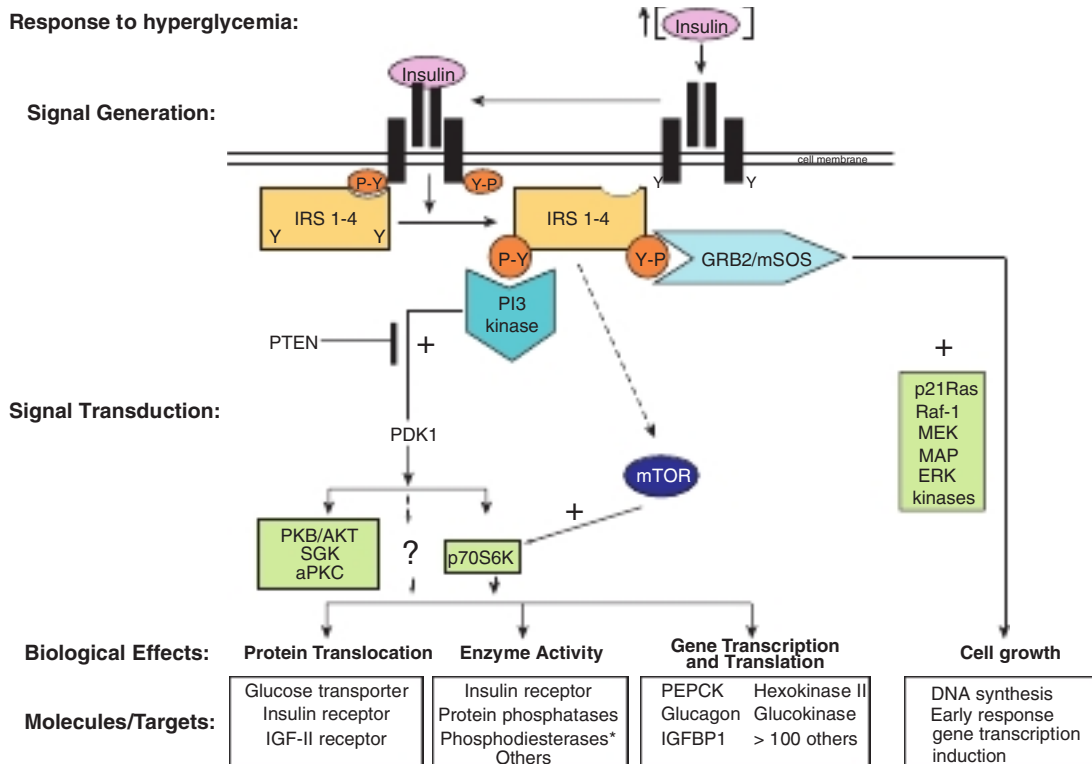 Response to hyperglycemia:
[Insulin]
Insulin
Signal Generation:
cell membrane
P-Y
Y-P
Y
Y
IRS 1-4
Y
Y
IRS 1-4
P-Y
Y-P
GRB2/mSOS
PI3
kinase
PTEN
+
+
p21Ras
Raf-1
MEK
MAP
ERK
kinases
Signal Transduction:
PDK1
mTOR
+
PKB/AKT
SGK
aPKC
?
p70S6K
Biological Effects:
Protein Translocation
Enzyme Activity
Gene Transcription
and Translation
Cell growth
Molecules/Targets:
Glucose transporter
Insulin receptor
IGF-II receptor
Insulin receptor
Protein phosphatases
Phosphodiesterases*
Others
PEPCK Hexokinase II
Glucagon Glucokinase
IGFBP1 > 100 others
DNA synthesis
Early response
gene transcription
induction